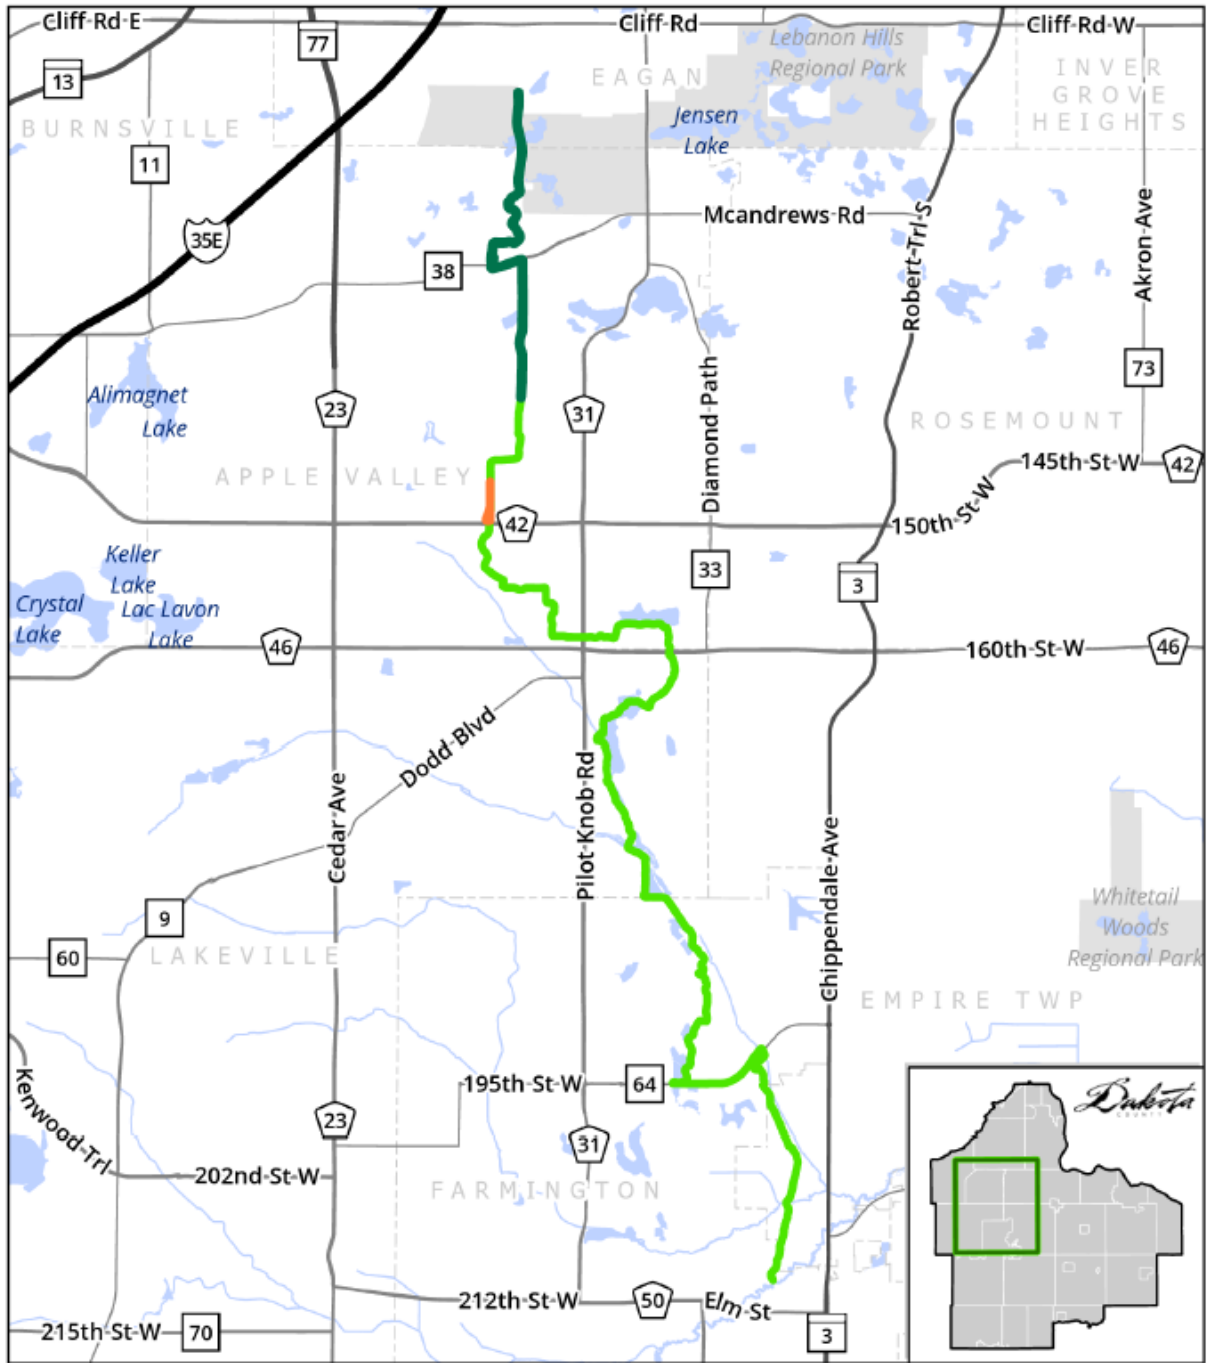 Cliff Rd E
77
Cliff Rd
Cliff Rd W
Lebanon Hills
Regional Park
13
EAGAN
INVER
GROVE
HEIGHTS
BURNSVILLE
Jensen
Lake
11
Mcandrews Rd
35E
38
Robert Trl S
Akron Ave
73
Alimagnet
Lake
23
31
Diamond Path
ROSEMOUNT
APPLE VALLEY
145th St W
42
42
150th St W
Keller
Lake
33
3
Crystal
Lake
Lac Lavon
Lake
46
160th St W
46
Dodd Blvd
Cedar Ave
Pilot Knob Rd
Chippendale Ave
Whitetail
Woods
Regional Park
9
60
LAKEVILLE
EMPIRE TWP
Kenwood Trl
195th St W
64
Dakota
COUNTY
23
31
202nd St W
FARMINGTON
212th St W
50
Elm St
215th St W
70
3